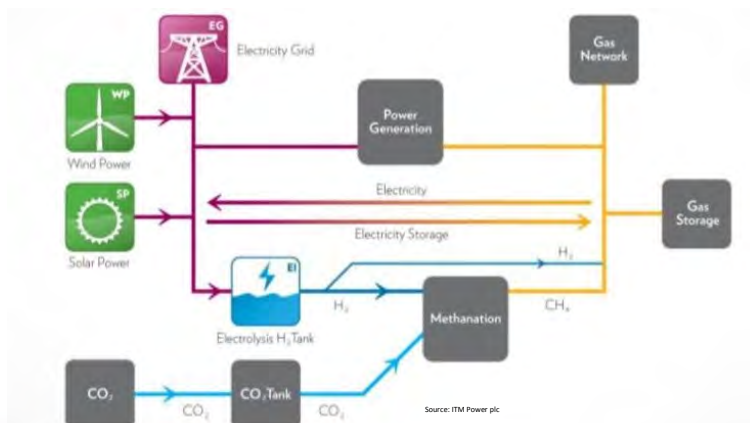 EG
Electricity Grid
Gas
Network
WP
Wind Power
Power
Generation
SP
Solar Power
Electricity
Electricity Storage
Gas
Storage
H₂
EI
H₂
Electrolysis H₂Tank
Methanation
CH₄
CO₂
CO₂
CO₂Tank
CO₂
Source: ITM Power plc